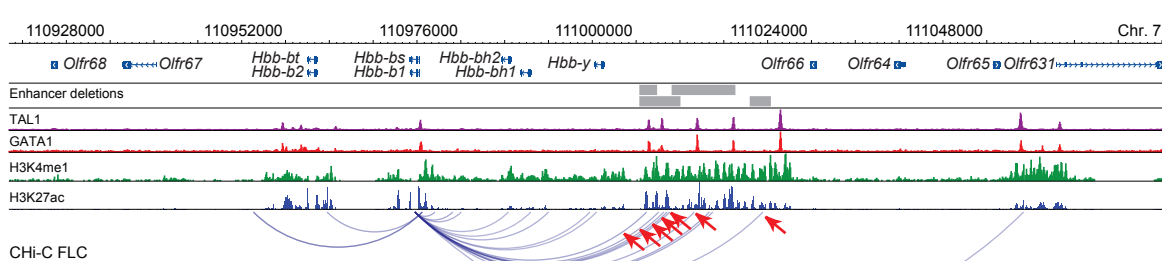 110928000 110952000 110976000 111000000 111024000 111048000 Chr. 7
Hbb-bt Hbb-bs Hbb-bh2
Olfr68 Olfr67 Hbb-b2 Hbb-b1 Hbb-bh1 Hbb-y Olfr66 Olfr64 Olfr65 Olfr631
Enhancer deletions
TAL1
GATA1
H3K4me1
H3K27ac
CHi-C FLC